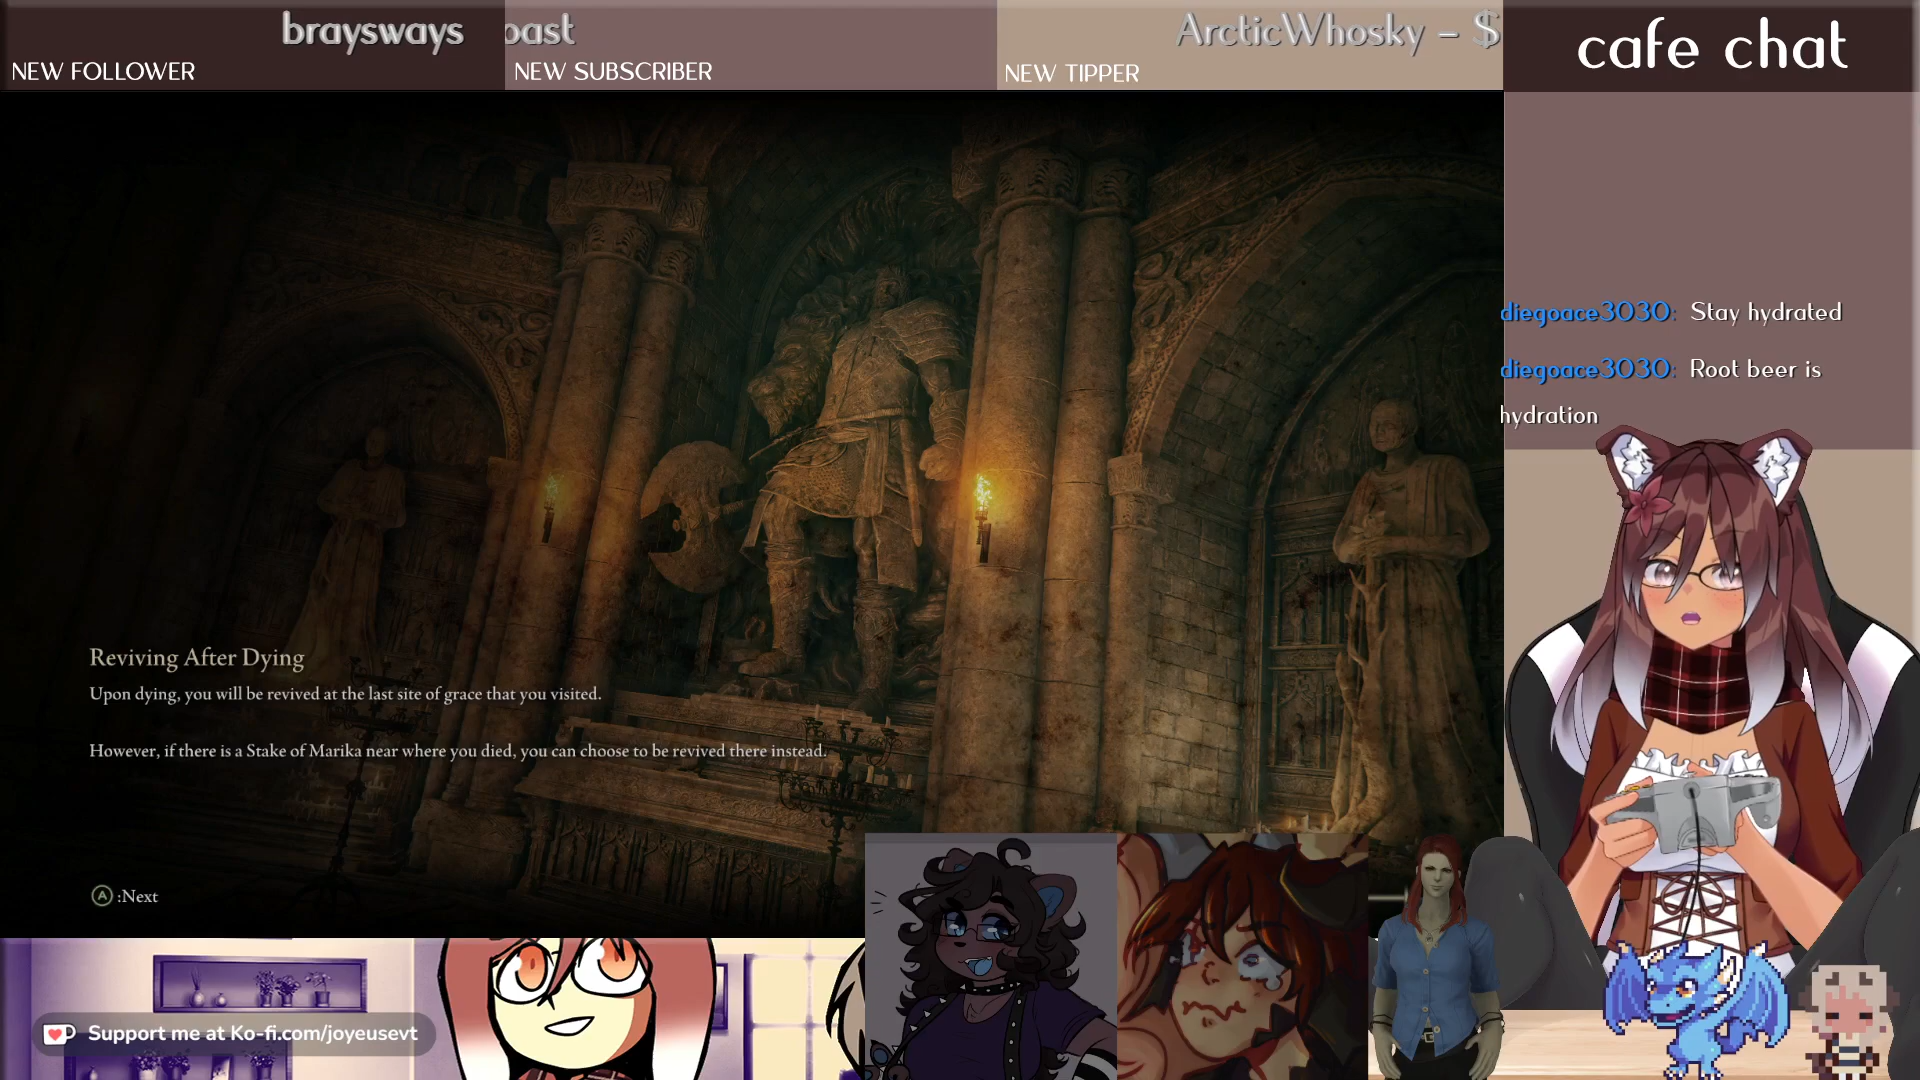 braysways
oast
ArcticWhosky - $
cafe chat
NEW FOLLOWER
NEW SUBSCRIBER
NEW TIPPER
diegoace3030: Stay hydrated
diegoace3030: Root beer is
hydration
Reviving After Dying
Upon dying, you will be revived at the last site of grace that you visited.
However, if there is a Stake of Marika near where you died, you can choose to be revived there instead.
A :Next
Support me at Ko-fi.com/joyeusevt